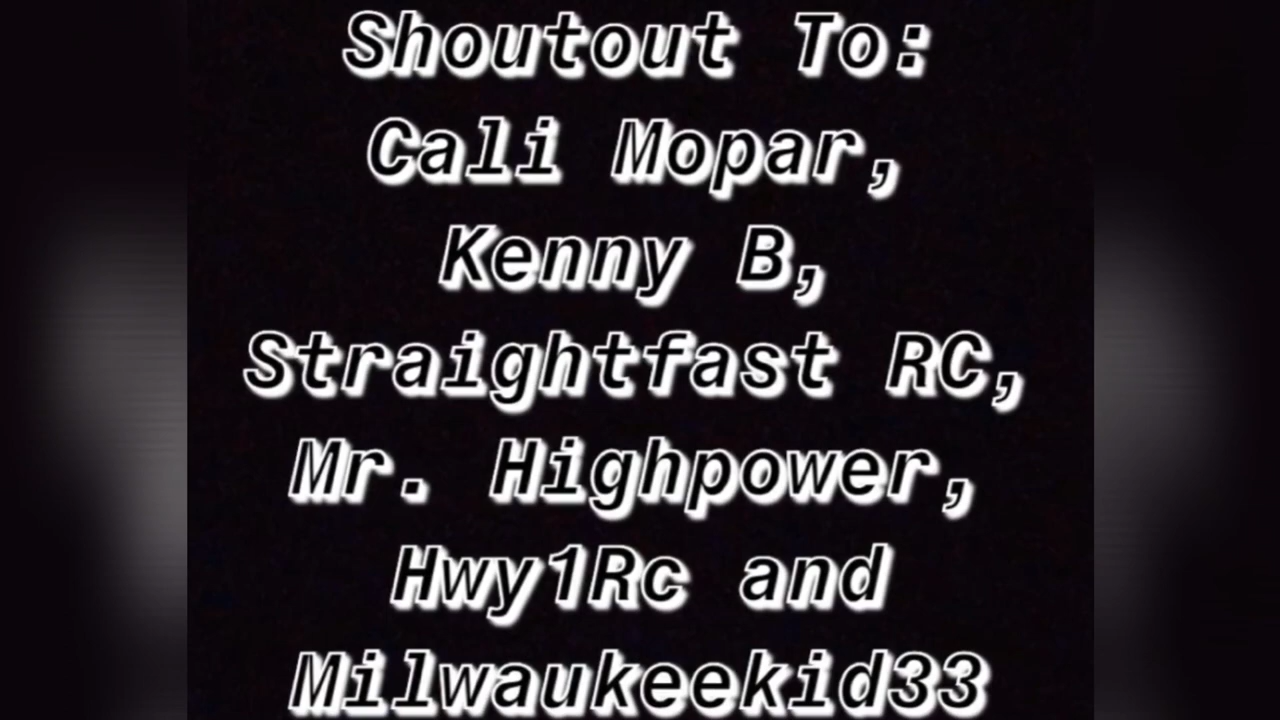 Shoutout To:
Cali Mopar,
Kenny B,
Straightfast RC,
Mr. Highpower,
Hwy1Rc and
Milwaukeekid33